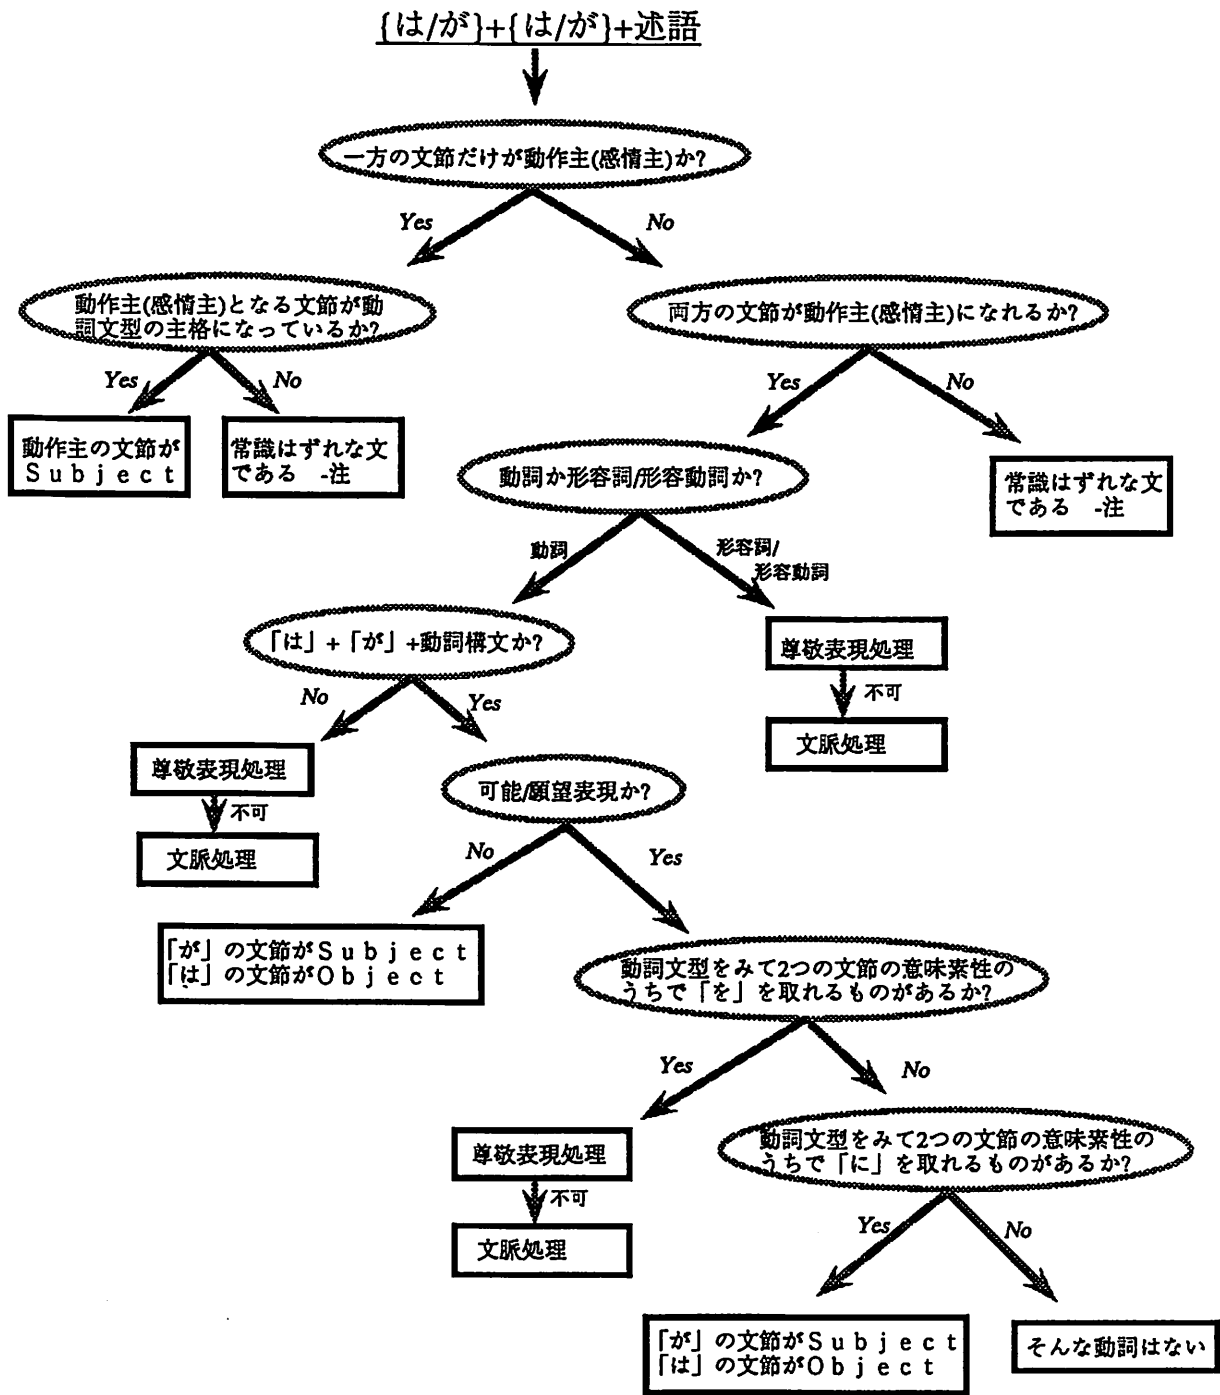 {は/が}+{は/が}+述語
一方の文節だけが動作主(感情主)か?
Yes
No
動作主(感情主)となる文節が動
詞文型の主格になっているか?
両方の文節が動作主(感情主)になれるか?
Yes
No
Yes
No
動作主の文節が
Subject
常識はずれな文
である -注
動詞か形容詞/形容動詞か?
常識はずれな文
である -注
動詞
形容詞/
形容動詞
「は」+「が」+動詞構文か?
尊敬表現処理
No
Yes
不可
文脈処理
尊敬表現処理
可能/願望表現か?
不可
文脈処理
No
Yes
「が」の文節がSubject
「は」の文節がObject
動詞文型をみて2つの文節の意味素性の
うちで「を」を取れるものがあるか?
Yes
No
尊敬表現処理
動詞文型をみて2つの文節の意味素性の
うちで「に」を取れるものがあるか?
不可
文脈処理
Yes
No
「が」の文節がSubject
「は」の文節がObject
そんな動詞はない